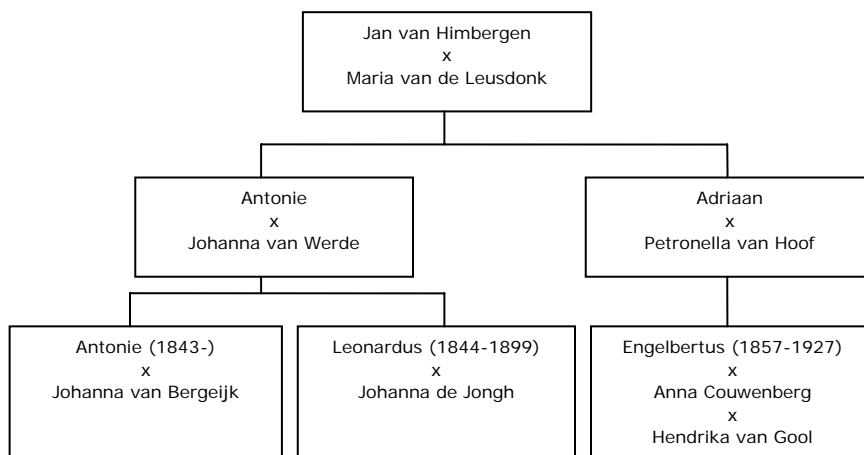 Jan van Himbergen
x
Maria van de Leusdonk
Antonie
x
Johanna van Werde
Adriaan
x
Petronella van Hoof
Antonie (1843-)
x
Johanna van Bergeijk
Leonardus (1844-1899)
x
Johanna de Jongh
Engelbertus (1857-1927)
x
Anna Couwenberg
x
Hendrika van Gool